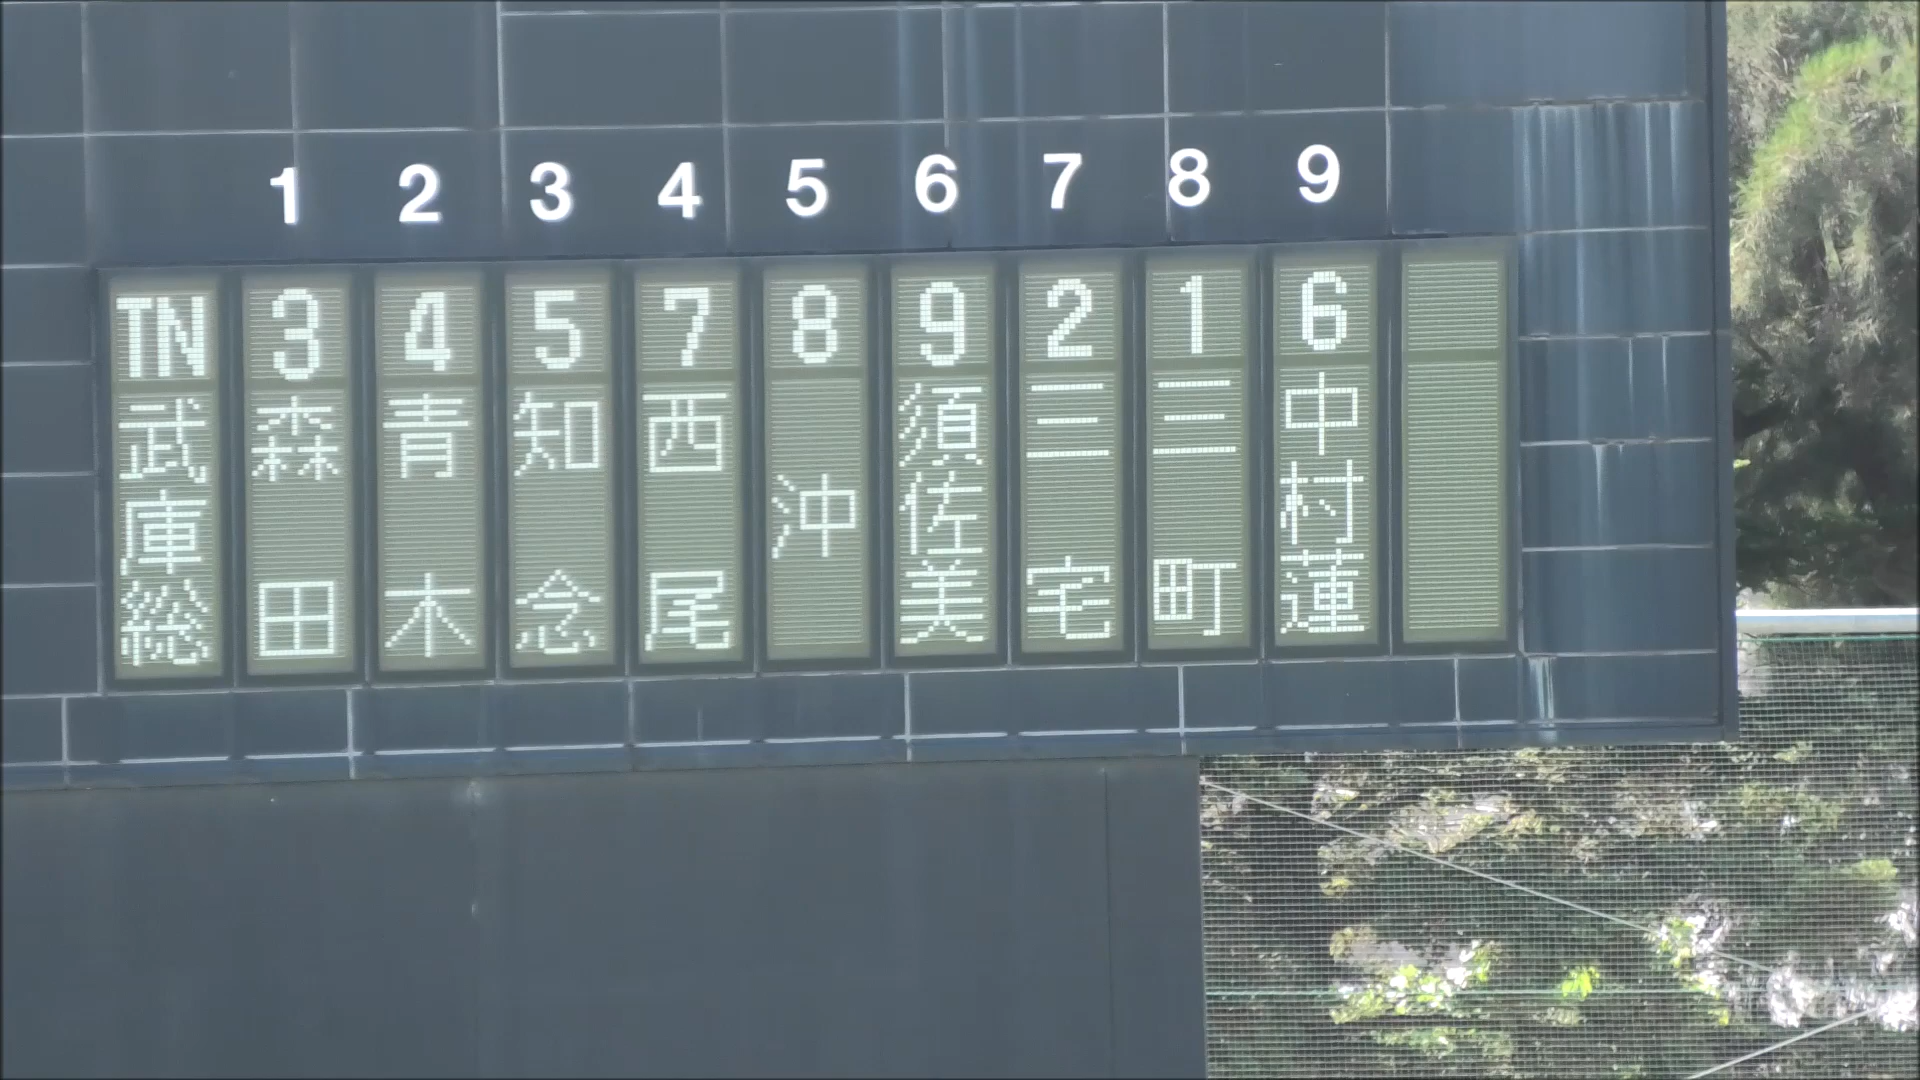 1 2 3 4 5 6 7 8 9
TN 3 4 5 7 8 9 2 1 6
武庫総
森田
青木
知念
西尾
沖
須佐美
三宅
三町
中村蓮